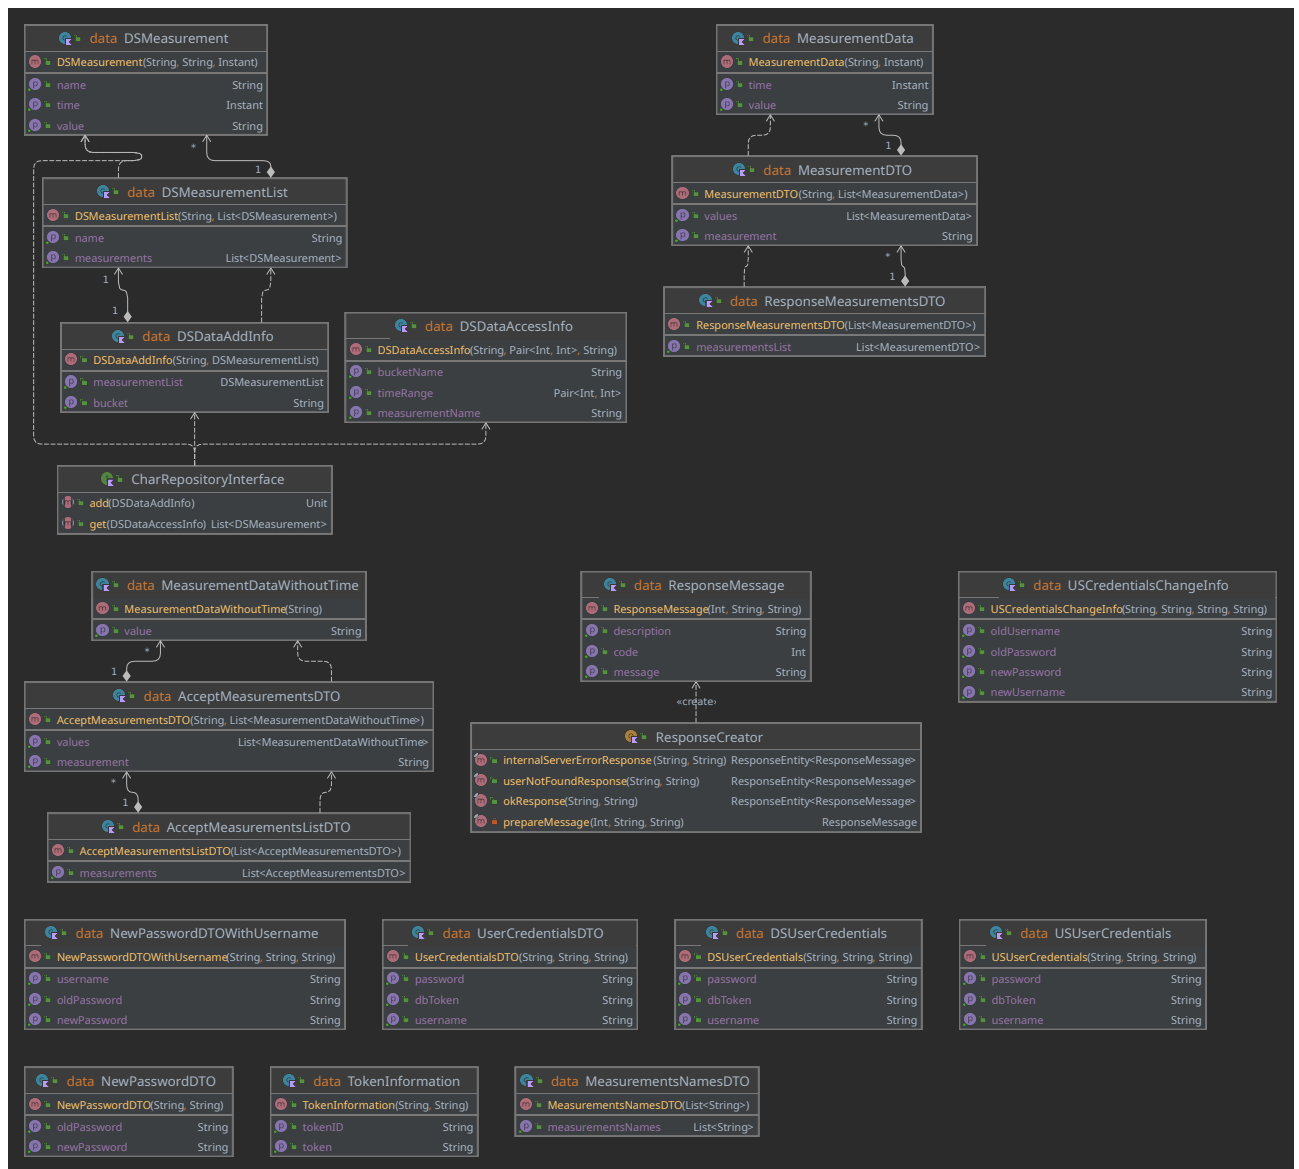 data DSMeasurement
DSMeasurement(String, String, Instant)
name String
time Instant
value String
data MeasurementData
MeasurementData(String, Instant)
time Instant
value String
*
1
data DSMeasurementList
DSMeasurementList(String, List<DSMeasurement>)
name String
measurements List<DSMeasurement>
*
1
data MeasurementDTO
MeasurementDTO(String, List<MeasurementData>)
values List<MeasurementData>
measurement String
1
1
data DSDataAddInfo
DSDataAddInfo(String, DSMeasurementList)
measurementList DSMeasurementList
bucket String
data DSDataAccessInfo
DSDataAccessInfo(String, Pair<Int, Int>, String)
bucketName String
timeRange Pair<Int, Int>
measurementName String
*
1
data ResponseMeasurementsDTO
ResponseMeasurementsDTO(List<MeasurementDTO>)
measurementsList List<MeasurementDTO>
CharRepositoryInterface
add(DSDataAddInfo) Unit
get(DSDataAccessInfo) List<DSMeasurement>
data MeasurementDataWithoutTime
MeasurementDataWithoutTime(String)
value String
*
1
data AcceptMeasurementsDTO
AcceptMeasurementsDTO(String, List<MeasurementDataWithoutTime>)
values List<MeasurementDataWithoutTime>
measurement String
*
1
data AcceptMeasurementsListDTO
AcceptMeasurementsListDTO(List<AcceptMeasurementsDTO>)
measurements List<AcceptMeasurementsDTO>
data ResponseMessage
ResponseMessage(Int, String, String)
description String
code Int
message String
«create»
ResponseCreator
internalServerErrorResponse(String, String) ResponseEntity<ResponseMessage>
userNotFoundResponse(String, String) ResponseEntity<ResponseMessage>
okResponse(String, String) ResponseEntity<ResponseMessage>
prepareMessage(Int, String, String) ResponseMessage
data USCredentialsChangeInfo
USCredentialsChangeInfo(String, String, String, String)
oldUsername String
oldPassword String
newPassword String
newUsername String
data NewPasswordDTOWithUsername
NewPasswordDTOWithUsername(String, String, String)
username String
oldPassword String
newPassword String
data UserCredentialsDTO
UserCredentialsDTO(String, String, String)
password String
dbToken String
username String
data DSUserCredentials
DSUserCredentials(String, String, String)
password String
dbToken String
username String
data USUserCredentials
USUserCredentials(String, String, String)
password String
dbToken String
username String
data NewPasswordDTO
NewPasswordDTO(String, String)
oldPassword String
newPassword String
data TokenInformation
TokenInformation(String, String)
tokenID String
token String
data MeasurementsNamesDTO
MeasurementsNamesDTO(List<String>)
measurementsNames List<String>